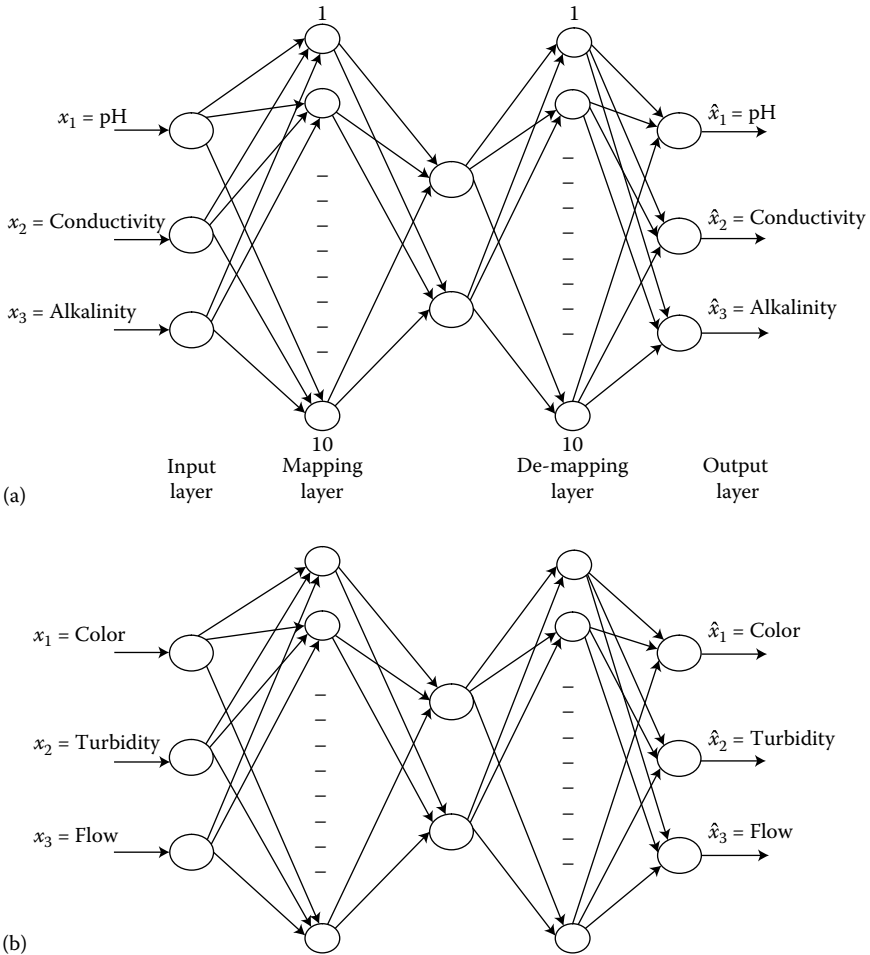 1 1
x₁ = pH x̂₁ = pH
x₂ = Conductivity x̂₂ = Conductivity
x₃ = Alkalinity x̂₃ = Alkalinity
10 10
Input layer Mapping layer De-mapping layer Output layer
(a)
x₁ = Color x̂₁ = Color
x₂ = Turbidity x̂₂ = Turbidity
x₃ = Flow x̂₃ = Flow
(b)